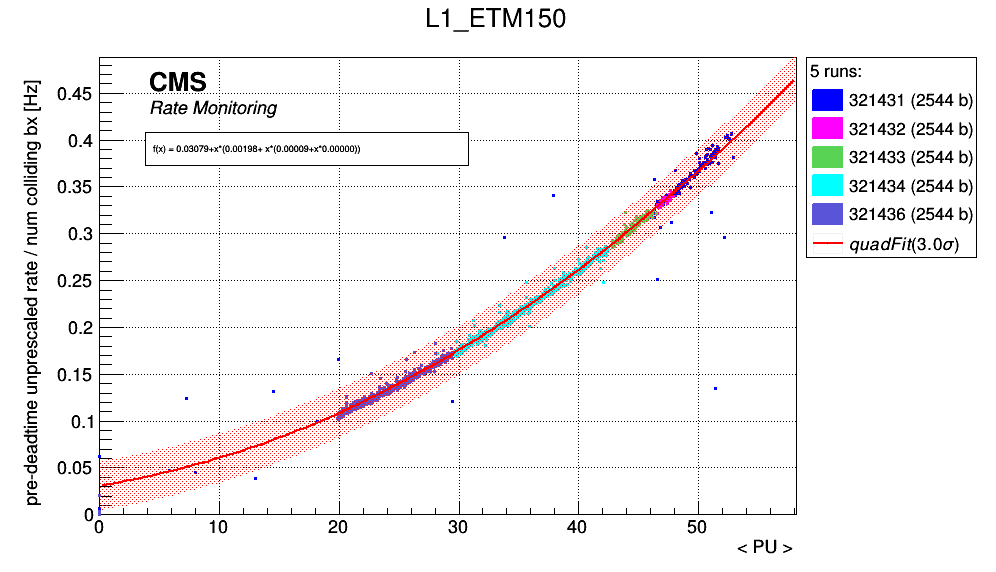 L1_ETM150
pre-deadtime unprescaled rate / num colliding bx [Hz]
CMS
Rate Monitoring
f(x) = 0.03079+x*(0.00198+ x*(0.00009+x*0.00000))
0.45
0.4
0.35
0.3
0.25
0.2
0.15
0.1
0.05
0
0 10 20 30 40 50
< PU >
5 runs:
321431 (2544 b)
321432 (2544 b)
321433 (2544 b)
321434 (2544 b)
321436 (2544 b)
quadFit(3.0σ)